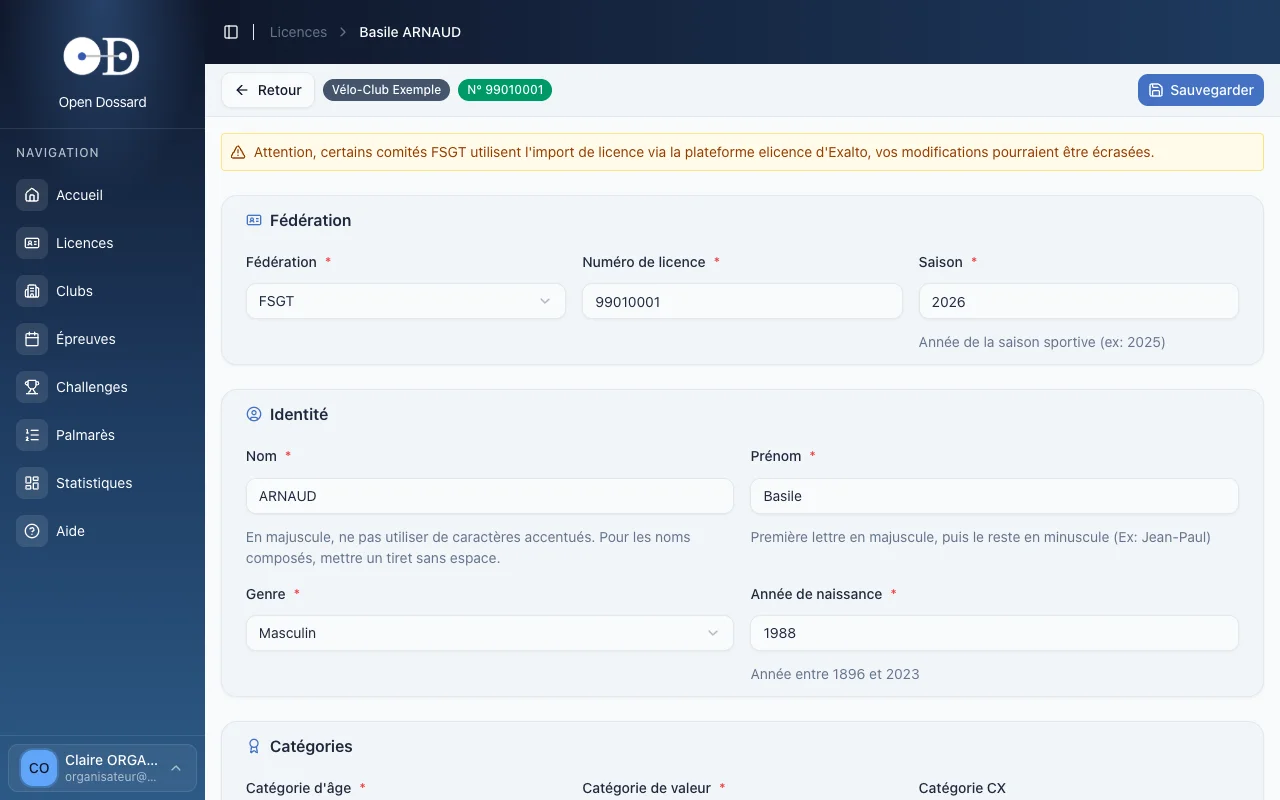 Open Dossard
NAVIGATION
Accueil
Licences
Clubs
Épreuves
Challenges
Palmarès
Statistiques
Aide
CO
Claire ORGA...
organisateur@...
Licences
Basile ARNAUD
Retour
Vélo-Club Exemple
N° 99010001
Sauvegarder
Attention, certains comités FSGT utilisent l'import de licence via la plateforme elicence d'Exalto, vos modifications pourraient être écrasées.
Fédération
Fédération * Numéro de licence * Saison *
FSGT 99010001 2026
Année de la saison sportive (ex: 2025)
Identité
Nom * Prénom *
ARNAUD Basile
En majuscule, ne pas utiliser de caractères accentués. Pour les noms
composés, mettre un tiret sans espace.
Première lettre en majuscule, puis le reste en minuscule (Ex: Jean-Paul)
Genre * Année de naissance *
Masculin 1988
Année entre 1896 et 2023
Catégories
Catégorie d'âge * Catégorie de valeur * Catégorie CX